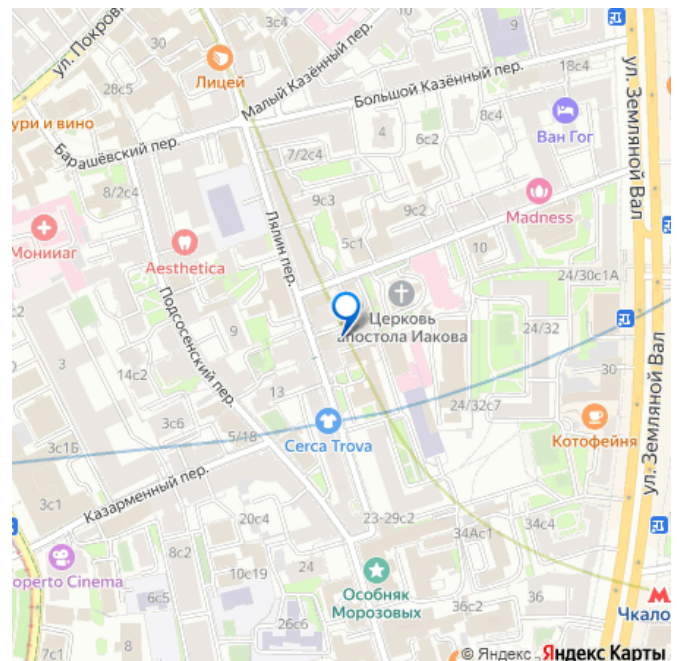 3с4
9
ул. Покров
30
Лицей
Малый Казённый пер.
Большой Казённый пер.
18с4
ул. Земляной Вал
28с5
ури и вино
Барашёвский пер.
4
6с2
8с4
Ван Гог
7/2с4
8/2с4
9с3
9с2
Madness
Мониирг
Aesthetica
Лялин пер.
5с1
10
24/30с1А
Подсосенский пер.
9
Церковь
апостола Иакова
24/32
3
14с2
13
30
24/32с7
3с6
5/18
Cerca Trova
Котофейня
3с1Б
ул. Земляной Вал
Казарменный пер.
3с1
20с4
23-29с2
34Ас1
34с4
8с2
operto Cinema
10с19
24
Особняк
Морозовых
6с5
36с2
36
Чкало
26с6
7с1
© Яндекс
Яндекс Карты